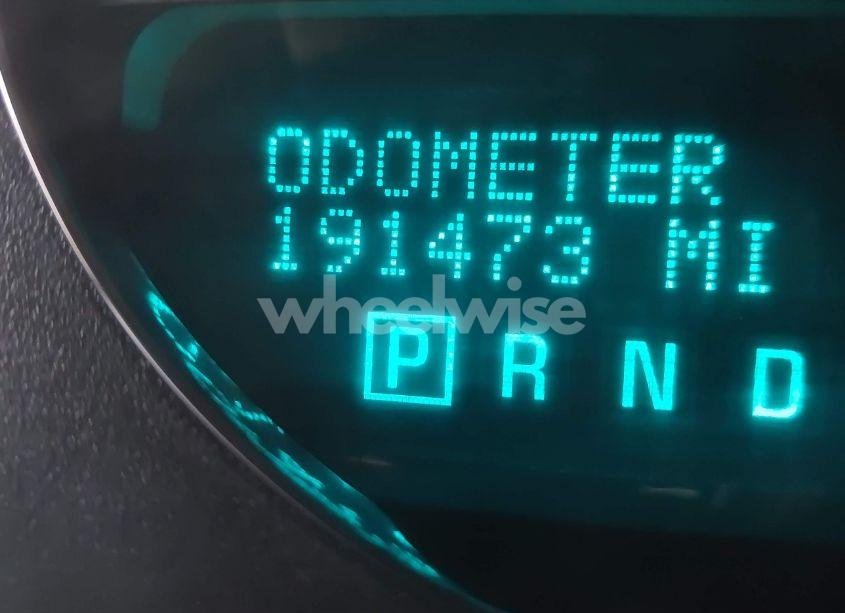 ODOMETER
191473 MI
wheelwise
P R N D